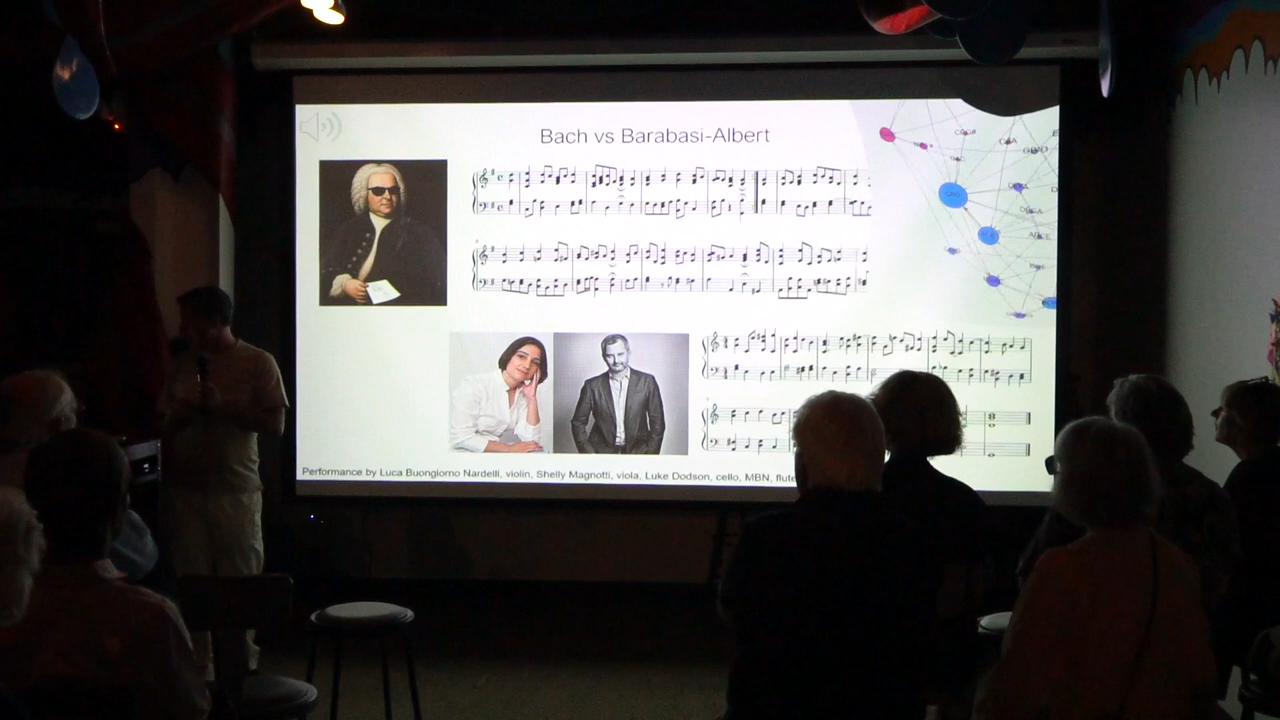 Bach vs Barabasi-Albert
Performance by Luca Buongiorno Nardelli, violin, Shelly Magnotti, viola, Luke Dodson, cello, MBN, flute